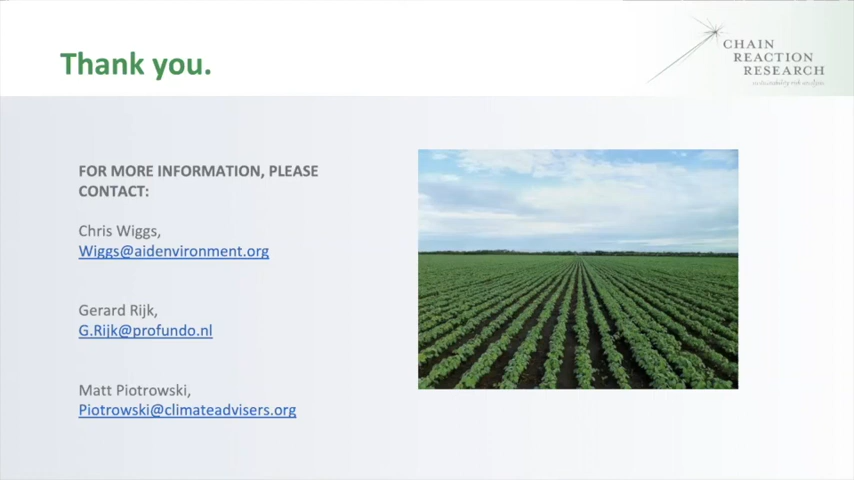 Thank you.
CHAIN
REACTION
RESEARCH
sustainability risk analysis
FOR MORE INFORMATION, PLEASE
CONTACT:
Chris Wiggs,
Wiggs@aidenvironment.org
Gerard Rijk,
G.Rijk@profundo.nl
Matt Piotrowski,
Piotrowski@climateadvisers.org